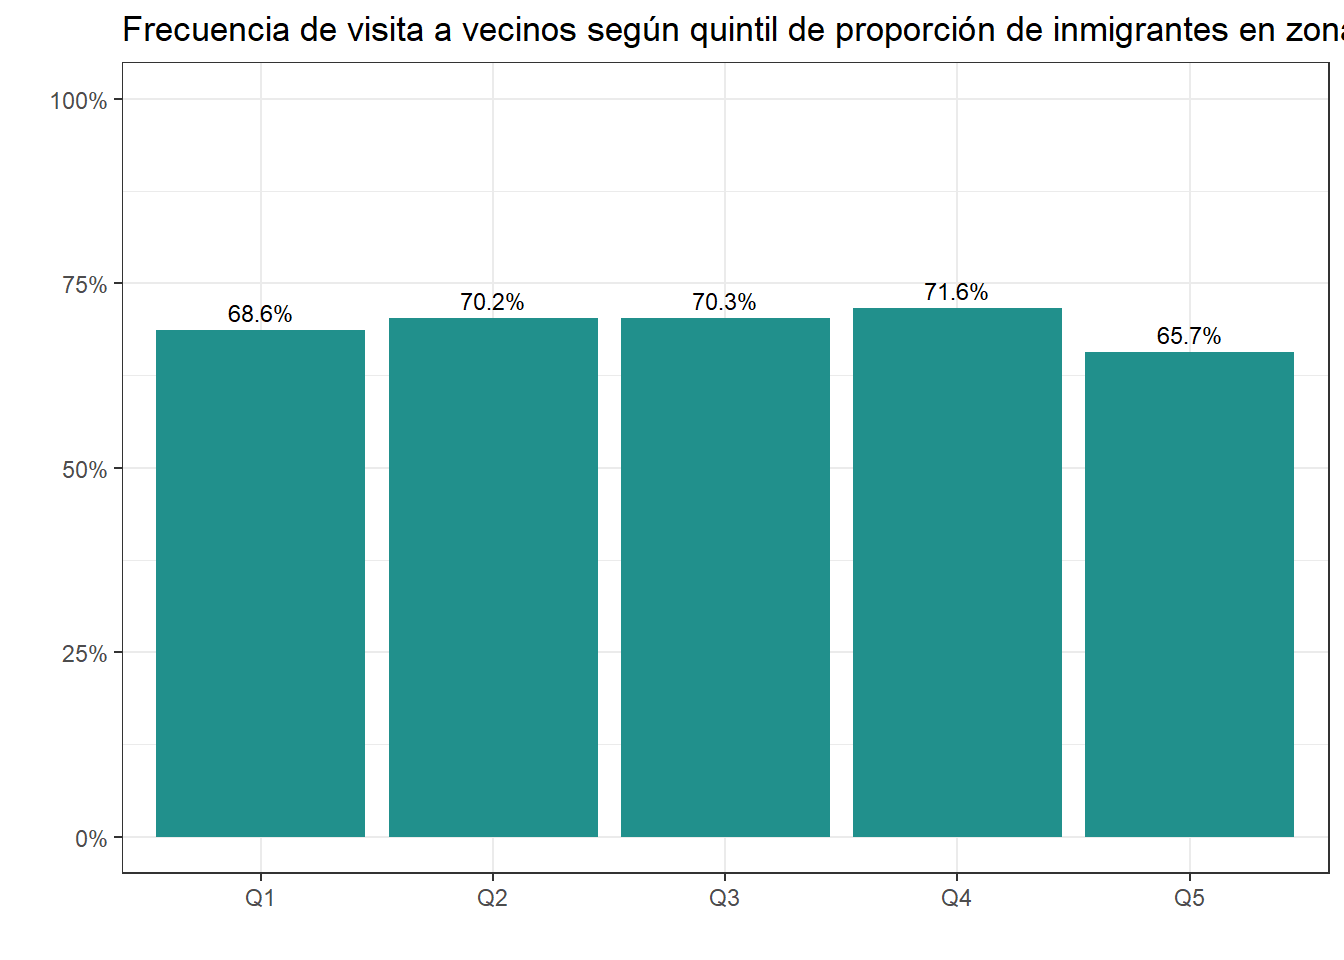 Frecuencia de visita a vecinos según quintil de proporción de inmigrantes en zona
100%
75%
50%
25%
0%
68.6%
70.2%
70.3%
71.6%
65.7%
Q1
Q2
Q3
Q4
Q5